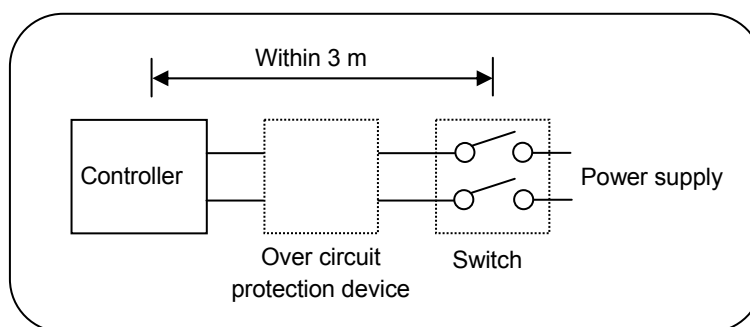 Within 3 m
Controller
Power supply
Over circuit
protection device
Switch